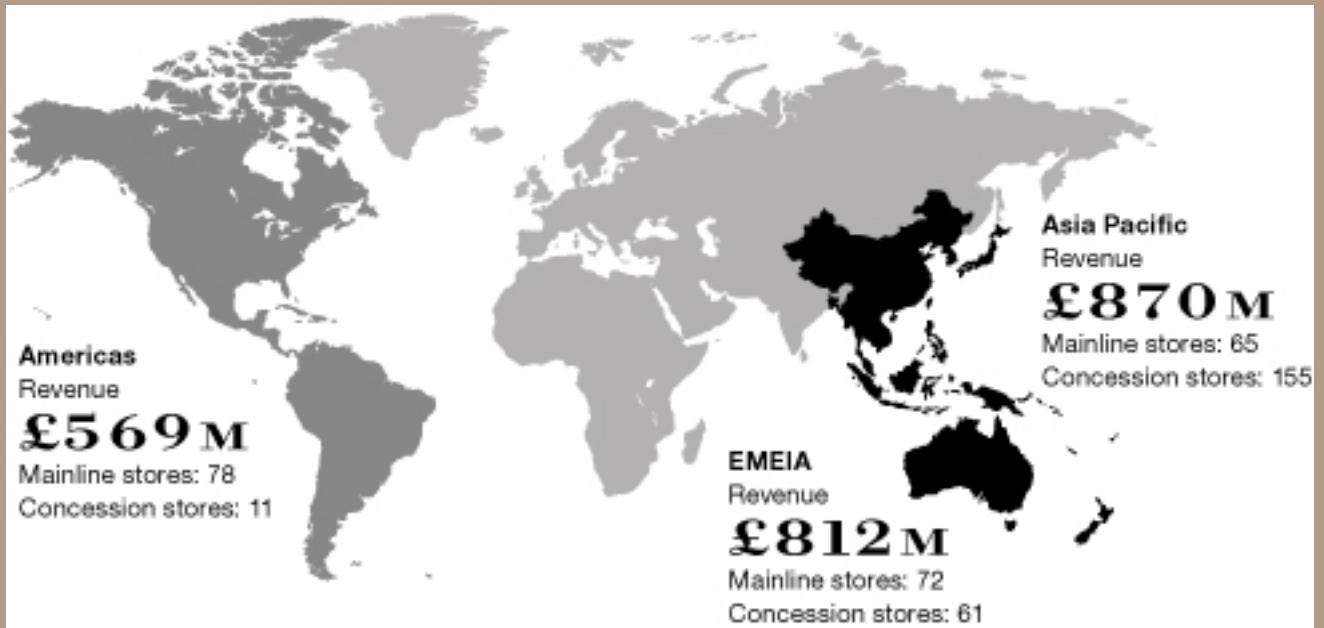 Americas
Revenue
£569M
Mainline stores: 78
Concession stores: 11
EMEIA
Revenue
£812M
Mainline stores: 72
Concession stores: 61
Asia Pacific
Revenue
£870M
Mainline stores: 65
Concession stores: 155